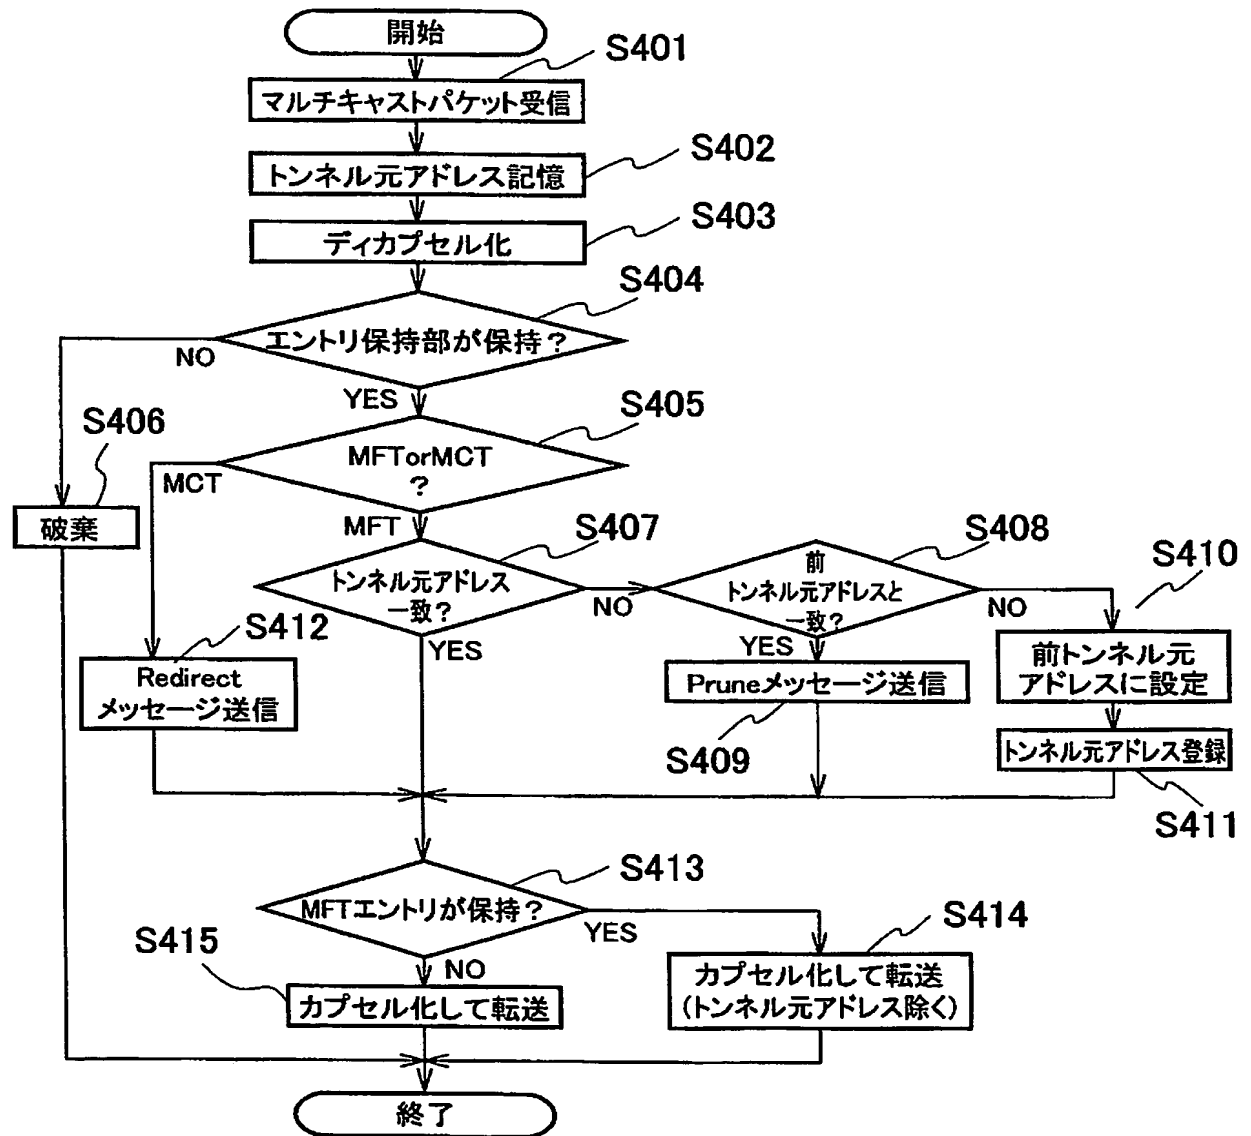 開始
S401
マルチキャストパケット受信
S402
トンネル元アドレス記憶
S403
ディカプセル化
S404
エントリ保持部が保持？
NO
YES
S405
S406
MFTorMCT
？
MCT
破棄
MFT
S407
S408
S410
トンネル元アドレス
一致？
NO
前
トンネル元アドレスと
一致？
NO
S412
YES
YES
Redirect
メッセージ送信
Pruneメッセージ送信
前トンネル元
アドレスに設定
S409
トンネル元アドレス登録
S411
S413
MFTエントリが保持？
YES
S414
S415
NO
カプセル化して転送
カプセル化して転送
(トンネル元アドレス除く)
終了